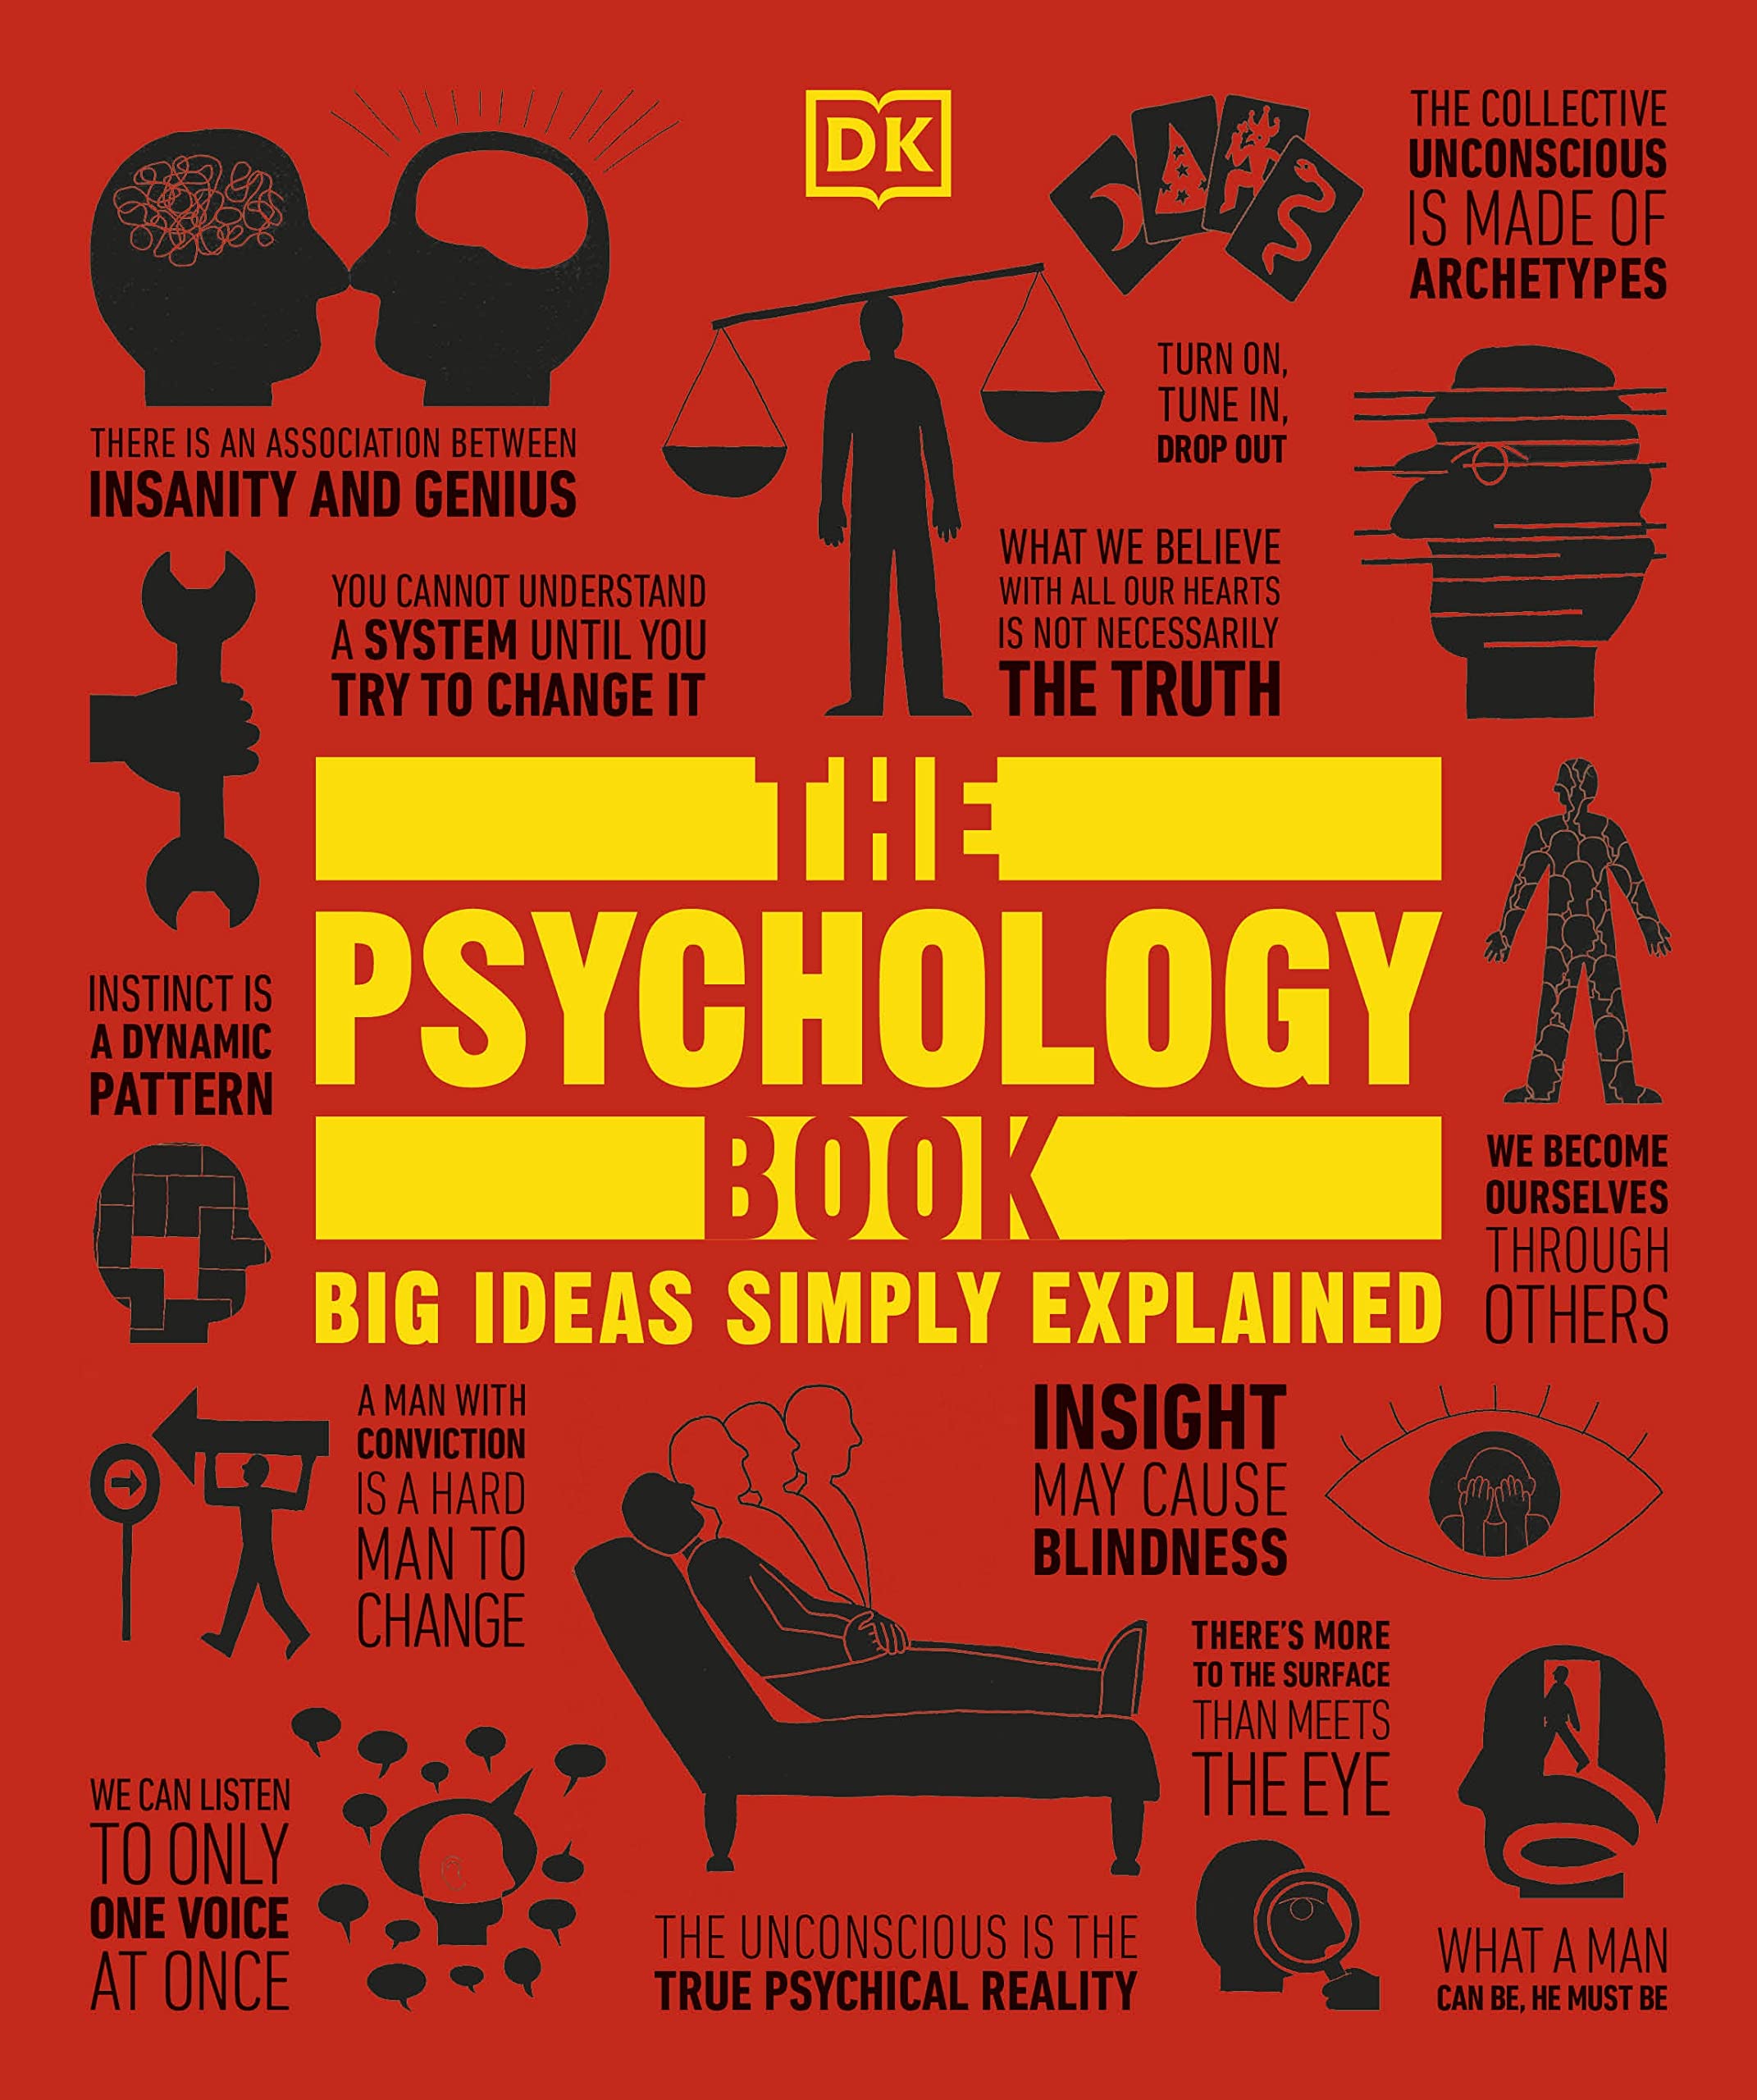 DK
THE COLLECTIVE
UNCONSCIOUS
IS MADE OF
ARCHETYPES
TURN ON,
TUNE IN,
DROP OUT
THERE IS AN ASSOCIATION BETWEEN
INSANITY AND GENIUS
YOU CANNOT UNDERSTAND
A SYSTEM UNTIL YOU
TRY TO CHANGE IT
WHAT WE BELIEVE
WITH ALL OUR HEARTS
IS NOT NECESSARILY
THE TRUTH
THE
PSYCHOLOGY
BOOK
BIG IDEAS SIMPLY EXPLAINED
INSTINCT IS
A DYNAMIC
PATTERN
WE BECOME
OURSELVES
THROUGH
OTHERS
A MAN WITH
CONVICTION
IS A HARD
MAN TO
CHANGE
INSIGHT
MAY CAUSE
BLINDNESS
THERE'S MORE
TO THE SURFACE
THAN MEETS
THE EYE
WE CAN LISTEN
TO ONLY
ONE VOICE
AT ONCE
THE UNCONSCIOUS IS THE
TRUE PSYCHICAL REALITY
WHAT A MAN
CAN BE, HE MUST BE